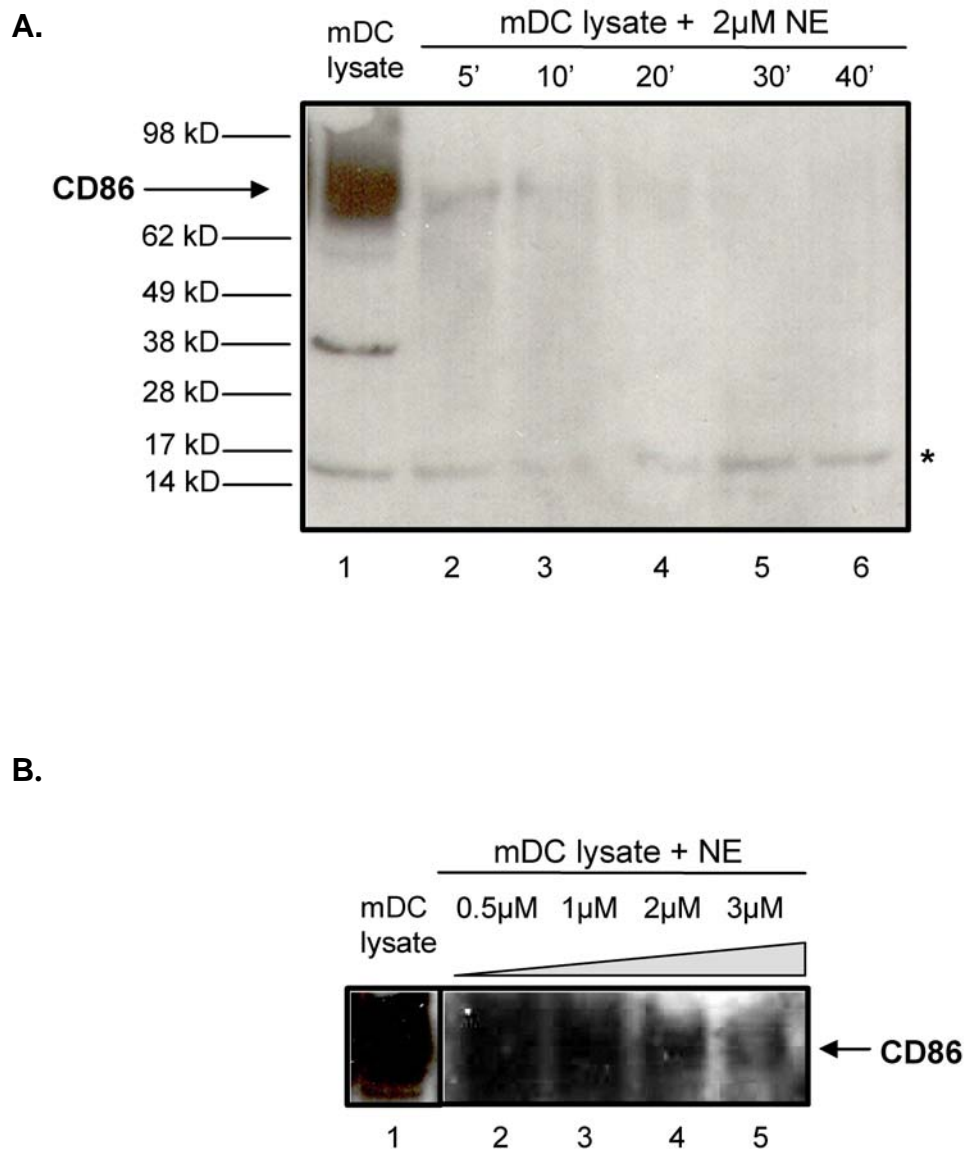 A.
mDC
lysate
mDC lysate + 2µM NE
5’ 10’ 20’ 30’ 40’
98 kD
CD86
62 kD
49 kD
38 kD
28 kD
17 kD
*
14 kD
1 2 3 4 5 6
B.
mDC lysate + NE
mDC
lysate
0.5µM 1µM 2µM 3µM
CD86
1 2 3 4 5